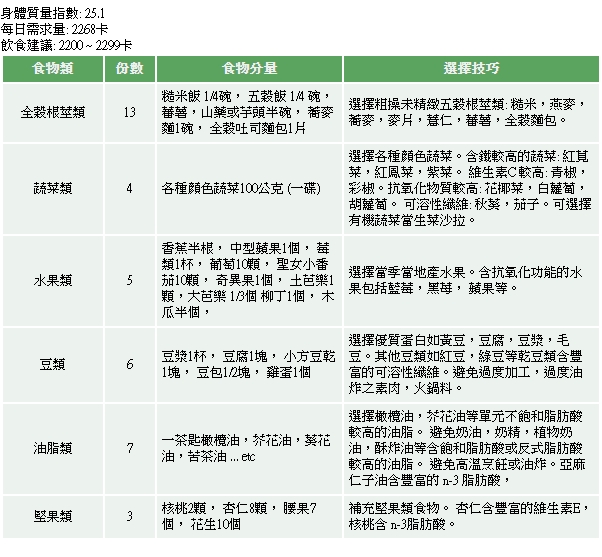 身體質量指數: 25.1
每日需求量: 2268卡
飲食建議: 2200 ~ 2299卡
食物類 份數 食物分量 選擇技巧
全穀根莖類 13
糙米飯 1/4碗， 五穀飯 1/4 碗，
蕃薯，山藥或芋頭半碗， 蕎麥
麵1碗， 全穀吐司麵包1片
選擇粗操未精緻五穀根莖類: 糙米，燕麥，
蕎麥，麥片，薏仁，蕃薯，全穀麵包。
蔬菜類 4
各種顏色蔬菜100公克 (一碟)
選擇各種顏色蔬菜。含鐵較高的蔬菜: 紅莧
菜，紅鳳菜，紫菜。 維生素C 較高: 青椒，
彩椒。抗氧化物質較高: 花椰菜，白蘿蔔，
胡蘿蔔。 可溶性纖維: 秋葵，茄子。可選擇
有機蔬菜當生菜沙拉。
水果類 5
香蕉半根， 中型蘋果1個， 莓
類1杯， 葡萄10顆， 聖女小番
茄10顆， 奇異果1個， 土芭樂1
顆，大芭樂 1/3個 柳丁1個， 木
瓜半個，
選擇當季當地產水果。含抗氧化功能的水
果包括藍莓，黑莓， 蘋果等。
豆類 6
豆漿1杯， 豆腐1塊， 小方豆乾
1塊， 豆包1/2塊， 雞蛋1個
選擇優質蛋白如黃豆，豆腐，豆漿，毛
豆。其他豆類如紅豆，綠豆等乾豆類含豐
富的可溶性纖維。避免過度加工，過度油
炸之素肉，火鍋料。
油脂類 7
一茶匙橄欖油，芥花油，葵花
油，苦茶油 ... etc
選擇橄欖油，芥花油等單元不飽和脂肪酸
較高的油脂。 避免奶油，奶精，植物奶
油，酥炸油等含飽和脂肪酸或反式脂肪酸
較高的油脂。 避免高溫烹飪或油炸。亞麻
仁子油含豐富的 n-3 脂肪酸，
堅果類 3
核桃2顆， 杏仁8顆， 腰果7
個， 花生10個
補充堅果類食物。 杏仁含豐富的維生素E，
核桃含 n-3脂肪酸。